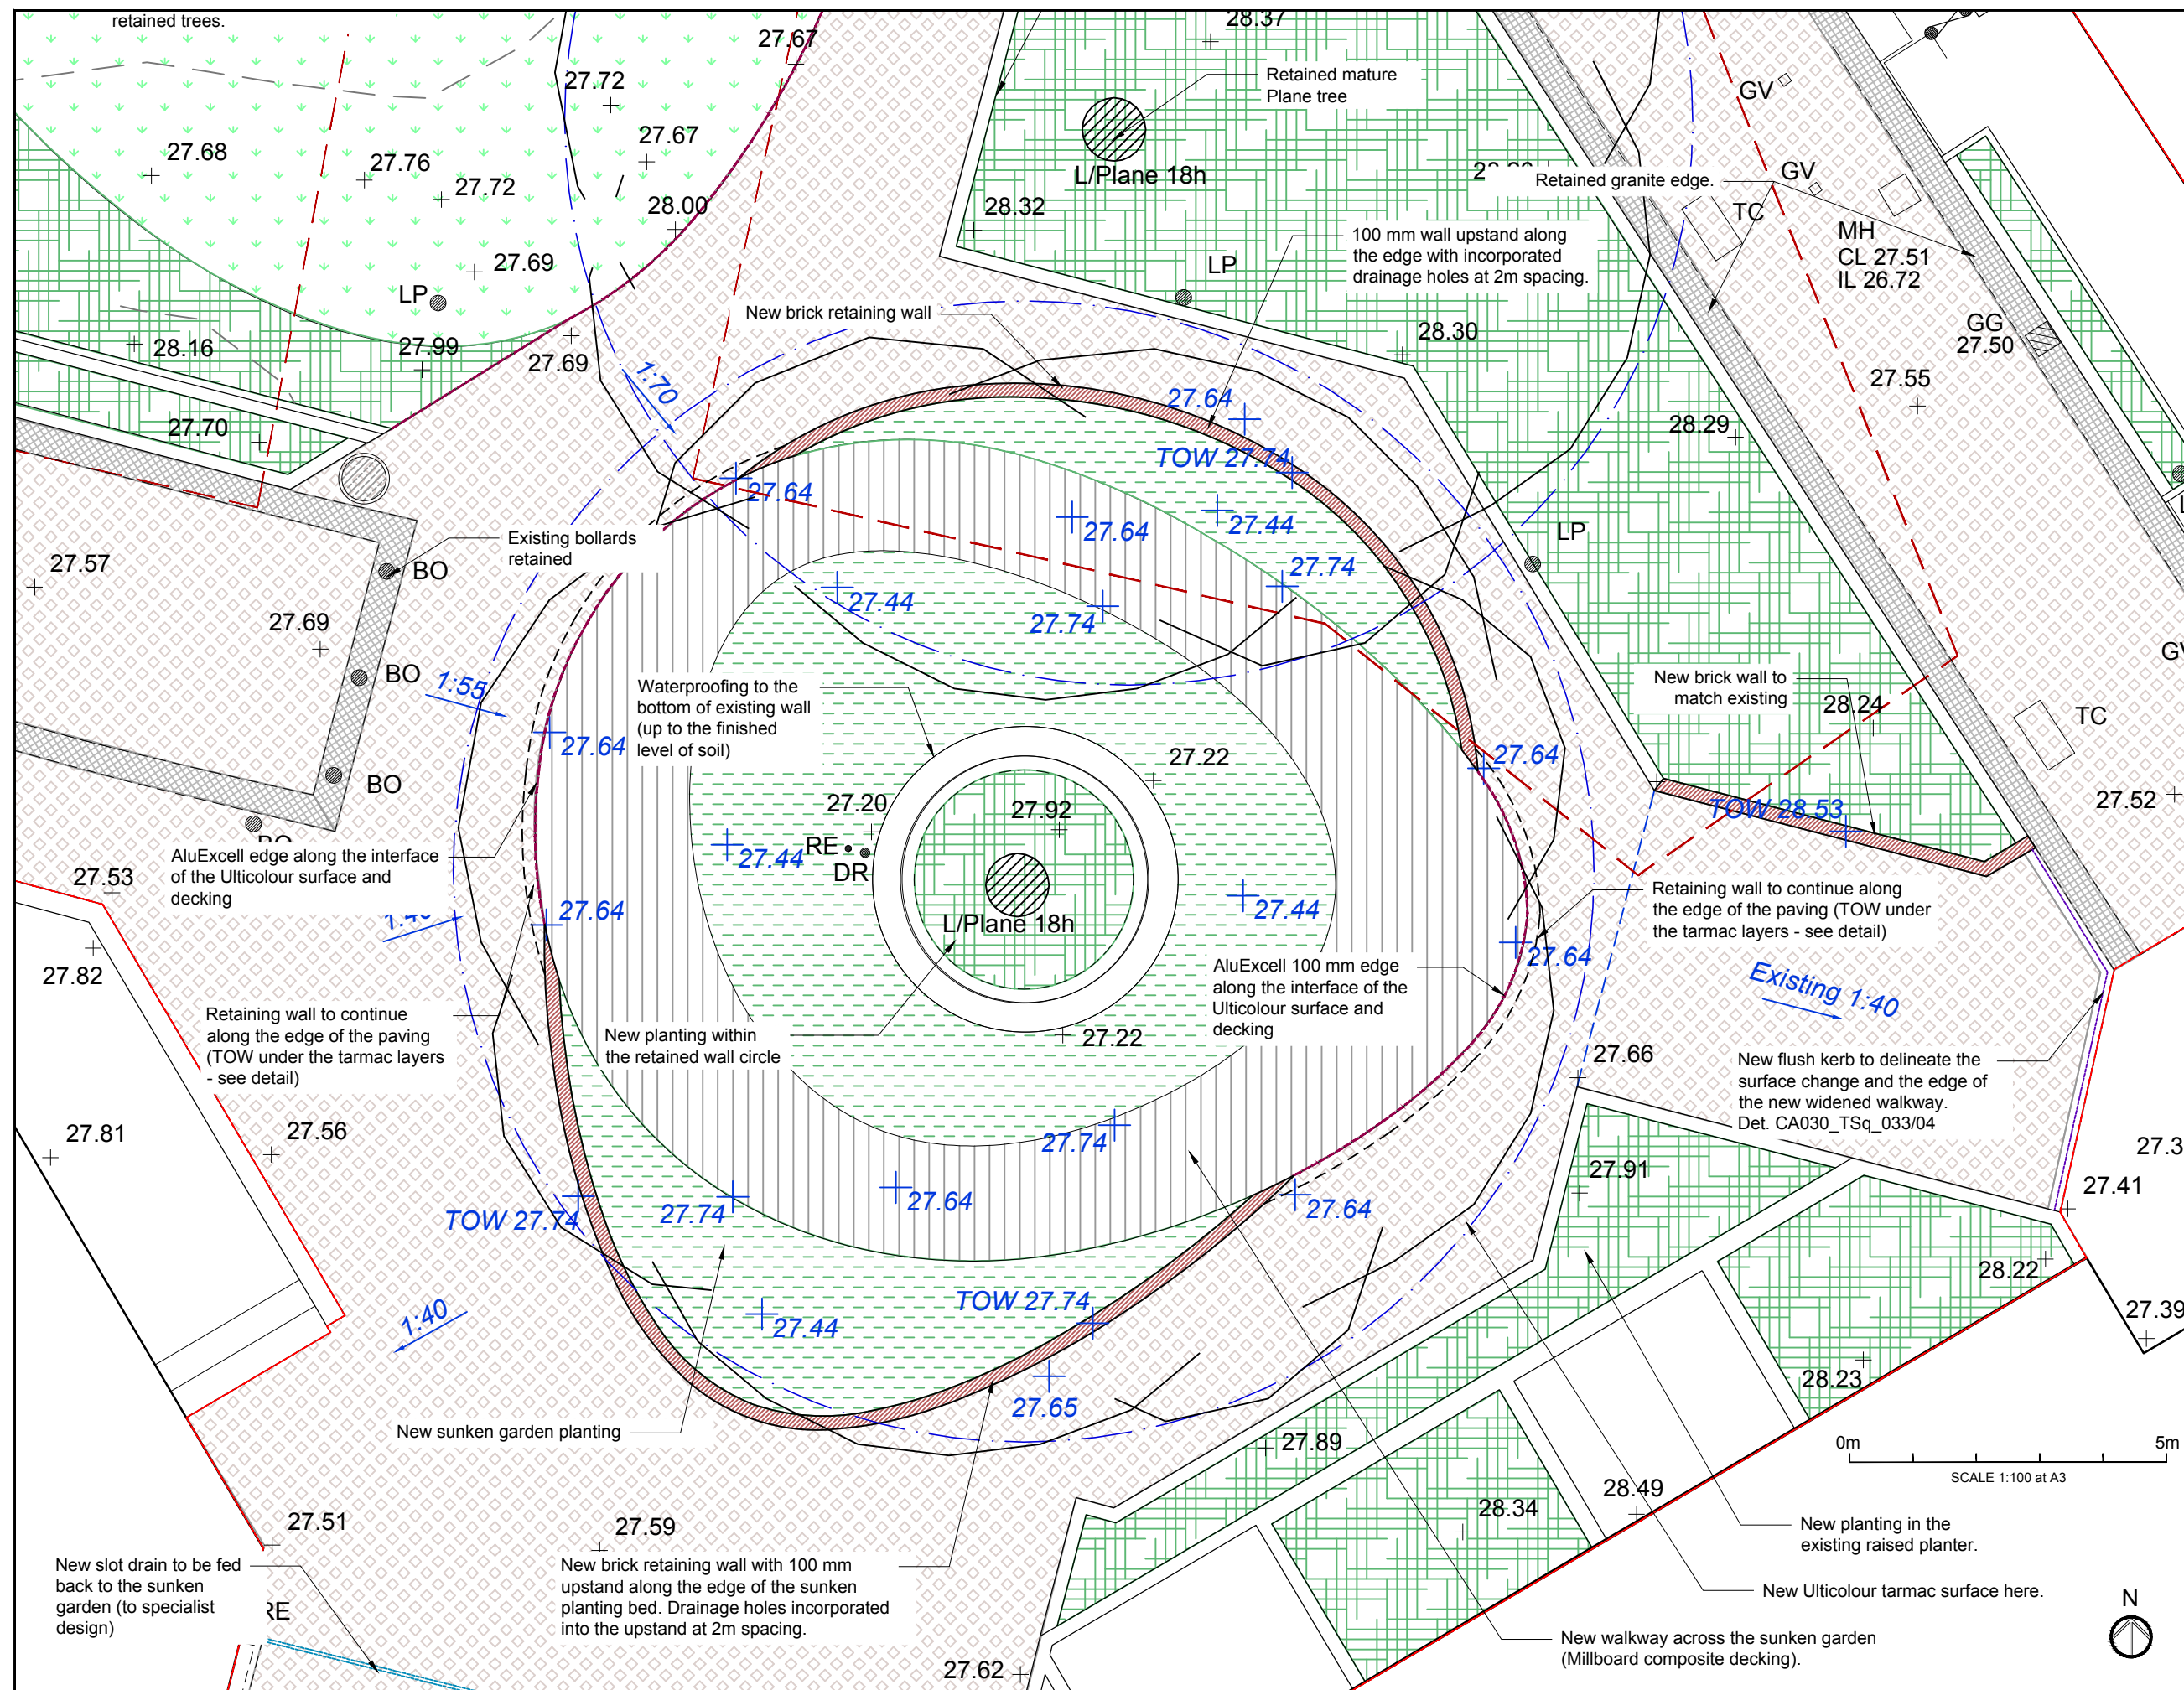 retained trees.
27.67
28.37
27.72
Retained mature
Plane tree
GV
27.67
27.68
27.76
27.72
L/Plane 18h
Retained granite edge.
GV
28.00
28.32
TC
MH
CL 27.51
IL 26.72
100 mm wall upstand along
the edge with incorporated
drainage holes at 2m spacing.
27.69
LP
LP
New brick retaining wall
28.30
GG
27.50
28.16
27.99
27.69
1:70
27.55
27.64
27.70
28.29
TOW 27.74
27.64
27.64
27.44
Existing bollards
retained
LP
27.57
BO
27.74
27.44
27.74
27.69
BO
1:55
Waterproofing to the
bottom of existing wall
(up to the finished
level of soil)
New brick wall to
match existing
28.24
TC
27.64
27.22
27.64
BO
27.20
27.92
TOW 28.53
27.52
RE
DR
27.44
AluExcell edge along the interface
of the Ulticolour surface and
decking
27.53
27.64
L/Plane 18h
27.44
Retaining wall to continue along
the edge of the paving (TOW under
the tarmac layers - see detail)
27.64
27.82
AluExcell 100 mm edge
along the interface of the
Ulticolour surface and
decking
Existing 1:40
Retaining wall to continue
along the edge of the paving
(TOW under the tarmac layers
- see detail)
New planting within
the retained wall circle
27.22
27.66
New flush kerb to delineate the
surface change and the edge of
the new widened walkway.
Det. CA030_TSq_033/04
27.81
27.56
27.74
27.91
27.41
TOW 27.74
27.74
27.64
27.64
28.22
1:40
27.44
TOW 27.74
27.39
28.23
27.65
New sunken garden planting
27.89
0m
5m
SCALE 1:100 at A3
28.49
28.34
27.51
27.59
New planting in the
existing raised planter.
New slot drain to be fed
back to the sunken
garden (to specialist
design)
New brick retaining wall with 100 mm
upstand along the edge of the sunken
planting bed. Drainage holes incorporated
into the upstand at 2m spacing.
New Ulticolour tarmac surface here.
N
New walkway across the sunken garden
(Millboard composite decking).
27.62